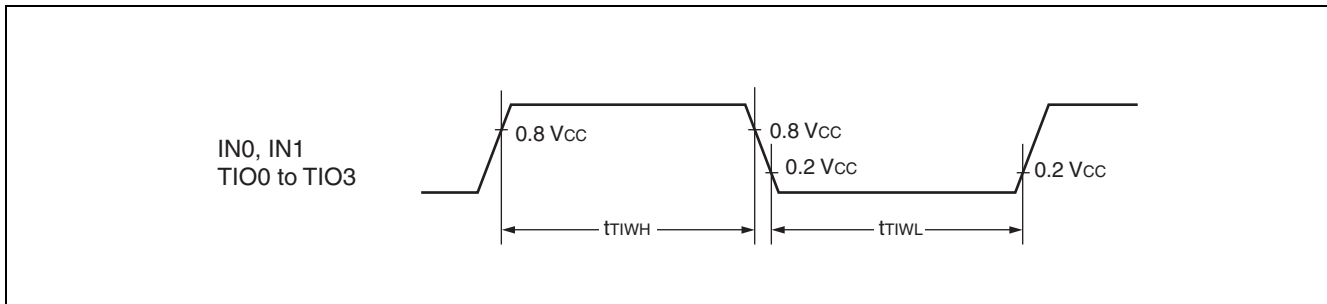 IN0, IN1
TIO0 to TIO3
0.8 VCC
0.8 VCC
0.2 VCC
0.2 VCC
tTIWH
tTIWL